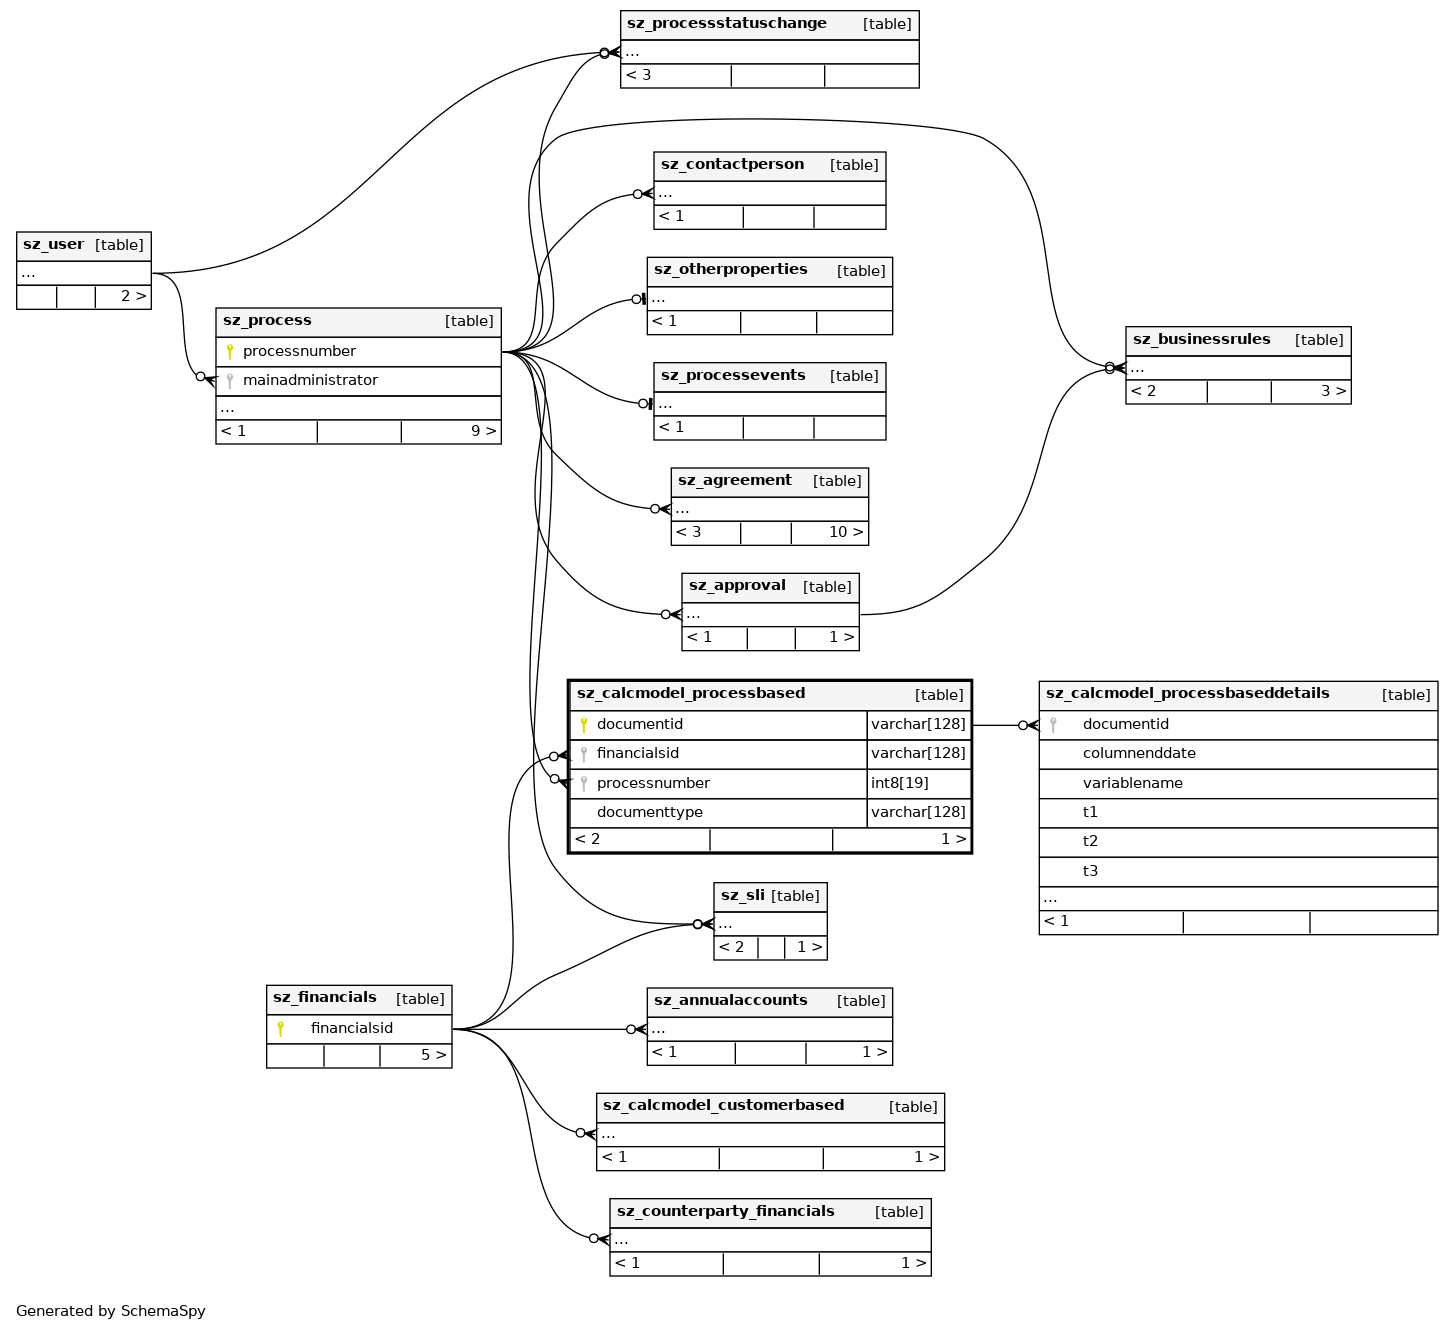 sz_processstatuschange [table]
...
< 3
sz_contactperson [table]
...
< 1
sz_user [table]
...
2 >
sz_otherproperties [table]
...
< 1
sz_process [table]
processnumber
mainadministrator
...
< 1 9 >
sz_businessrules [table]
...
< 2 3 >
sz_processevents [table]
...
< 1
sz_agreement [table]
...
< 3 10 >
sz_approval [table]
...
< 1 1 >
sz_calcmodel_processbased [table]
documentid varchar[128]
financialsid varchar[128]
processnumber int8[19]
documenttype varchar[128]
< 2 1 >
sz_calcmodel_processbaseddetails [table]
documentid
columnenddate
variablename
t1
t2
t3
...
< 1
sz_sli [table]
...
< 2 1 >
sz_financials [table]
financialsid
5 >
sz_annualaccounts [table]
...
< 1 1 >
sz_calcmodel_customerbased [table]
...
< 1 1 >
sz_counterparty_financials [table]
...
< 1 1 >
Generated by SchemaSpy